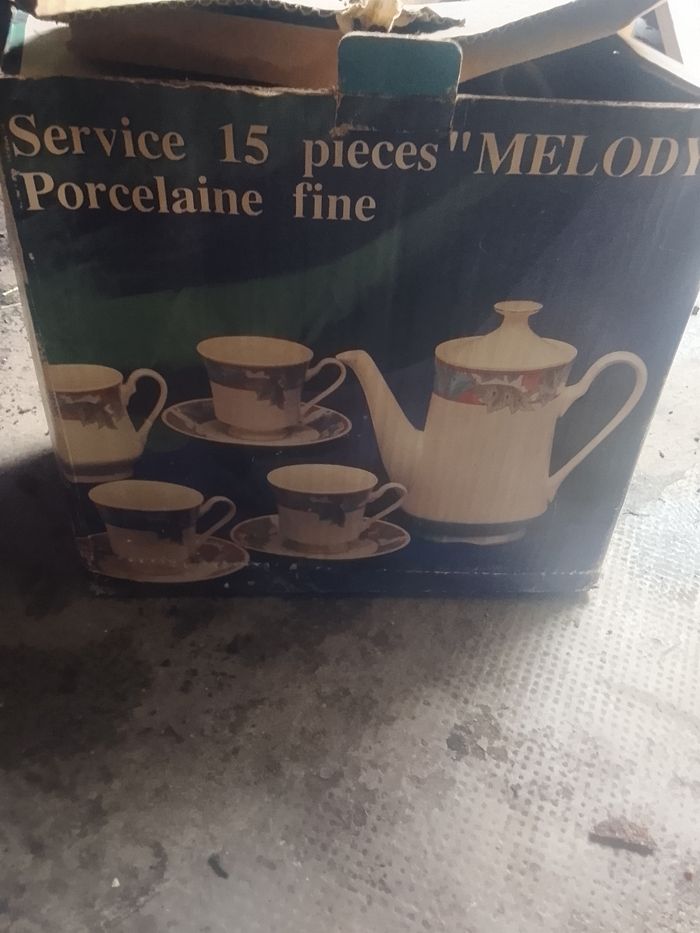 Service 15 pieces "MELODY
Porcelaine fine